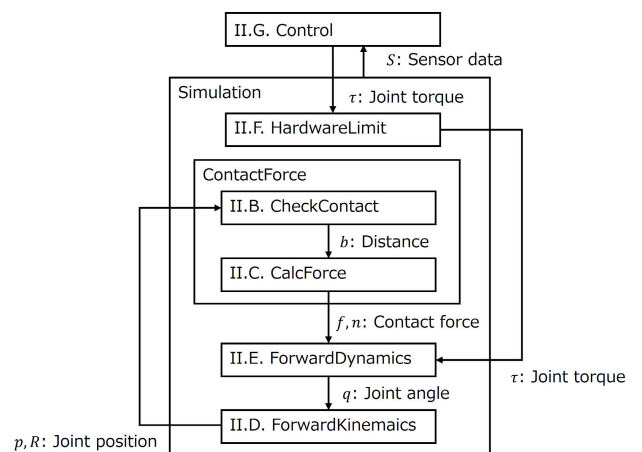 II.G. Control
S: Sensor data
Simulation
τ: Joint torque
II.F. HardwareLimit
ContactForce
II.B. CheckContact
b: Distance
II.C. CalcForce
f,n: Contact force
II.E. ForwardDynamics
τ: Joint torque
q: Joint angle
II.D. ForwardKinemaics
p,R: Joint position